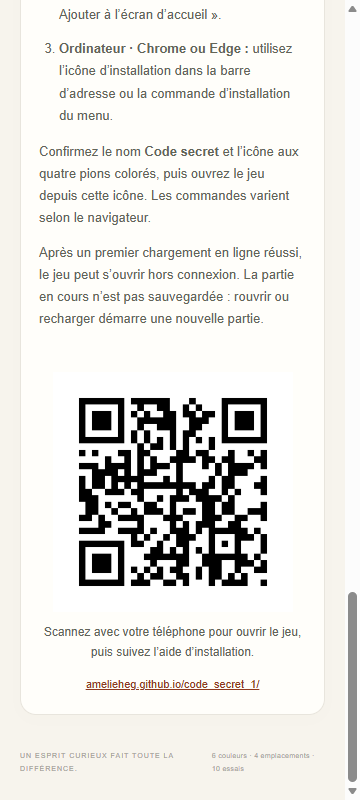 Ajouter à l’écran d’accueil ».
3. Ordinateur · Chrome ou Edge : utilisez
l’icône d’installation dans la barre
d’adresse ou la commande d’installation
du menu.
Confirmez le nom Code secret et l’icône aux
quatre pions colorés, puis ouvrez le jeu
depuis cette icône. Les commandes varient
selon le navigateur.
Après un premier chargement en ligne réussi,
le jeu peut s’ouvrir hors connexion. La partie
en cours n’est pas sauvegardée : rouvrir ou
recharger démarre une nouvelle partie.
Scannez avec votre téléphone pour ouvrir le jeu,
puis suivez l’aide d’installation.
amelieheg.github.io/code_secret_1/
UN ESPRIT CURIEUX FAIT TOUTE LA
DIFFÉRENCE.
6 couleurs · 4 emplacements ·
10 essais